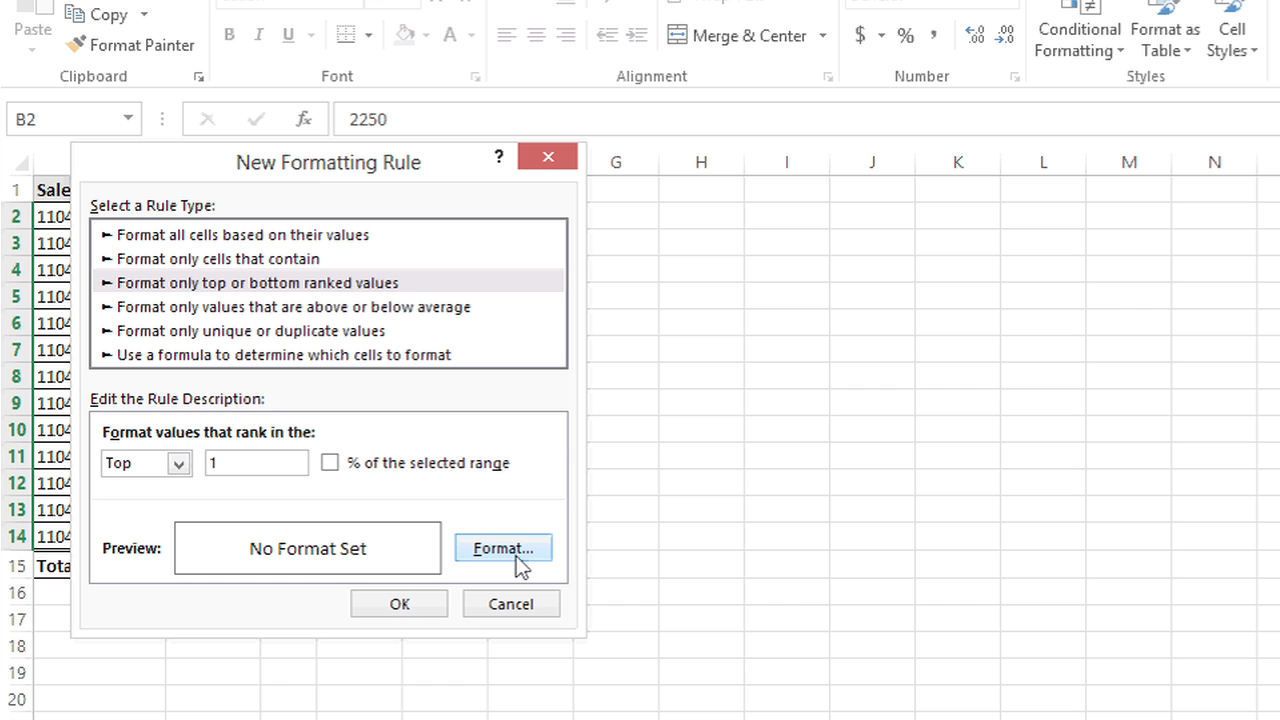 Paste
Copy
Format Painter
Clipboard
B I U
A
Font
Merge & Center
Alignment
$ % ,
Number
Conditional Formatting
Format as Table
Cell Styles
Styles
B2
fx
2250
G H I J K L M N
New Formatting Rule
?
Select a Rule Type:
► Format all cells based on their values
► Format only cells that contain
► Format only top or bottom ranked values
► Format only values that are above or below average
► Format only unique or duplicate values
► Use a formula to determine which cells to format
Edit the Rule Description:
Format values that rank in the:
Top 1 % of the selected range
Preview: No Format Set Format...
OK Cancel
1 Sale
2 1104
3 1104
4 1104
5 1104
6 1104
7 1104
8 1104
9 1104
10 1104
11 1104
12 1104
13 1104
14 1104
15 Tota
16
17
18
19
20